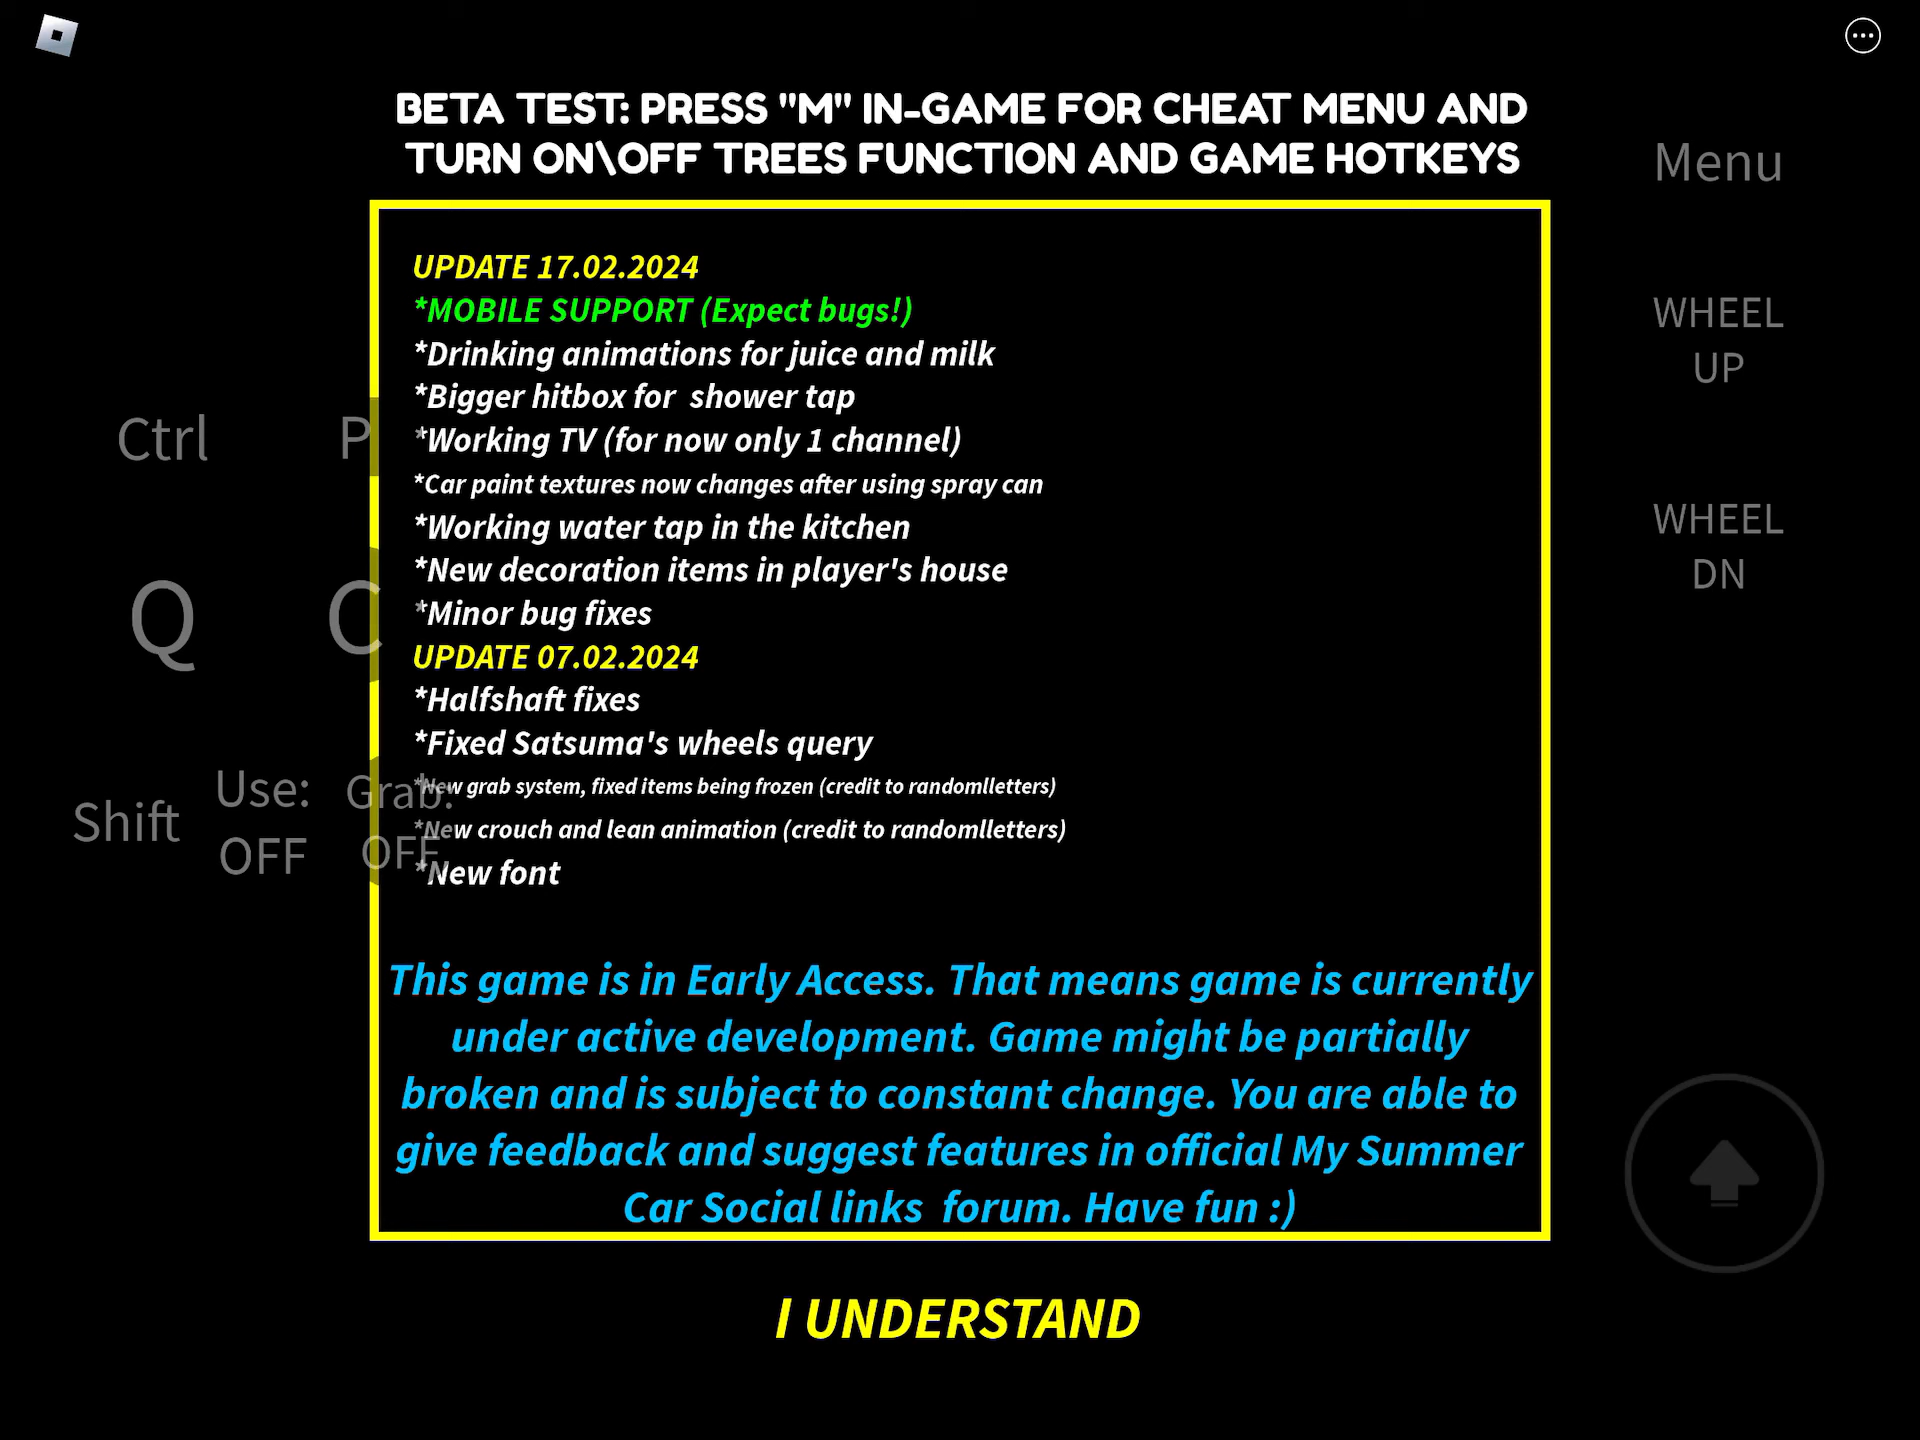 BETA TEST: PRESS "M" IN-GAME FOR CHEAT MENU AND
TURN ON\OFF TREES FUNCTION AND GAME HOTKEYS
Menu
UPDATE 17.02.2024
*MOBILE SUPPORT (Expect bugs!)
*Drinking animations for juice and milk
*Bigger hitbox for  shower tap
*Working TV (for now only 1 channel)
*Car paint textures now changes after using spray can
*Working water tap in the kitchen
*New decoration items in player's house
*Minor bug fixes
UPDATE 07.02.2024
*Halfshaft fixes
*Fixed Satsuma's wheels query
*New grab system, fixed items being frozen (credit to randomlletters)
*New crouch and lean animation (credit to randomlletters)
*New font
This game is in Early Access. That means game is currently
under active development. Game might be partially
broken and is subject to constant change. You are able to
give feedback and suggest features in official My Summer
Car Social links  forum. Have fun :)
I UNDERSTAND
Ctrl
P
Q
C
Shift
Use:
OFF
Grab:
OFF
WHEEL
UP
WHEEL
DN